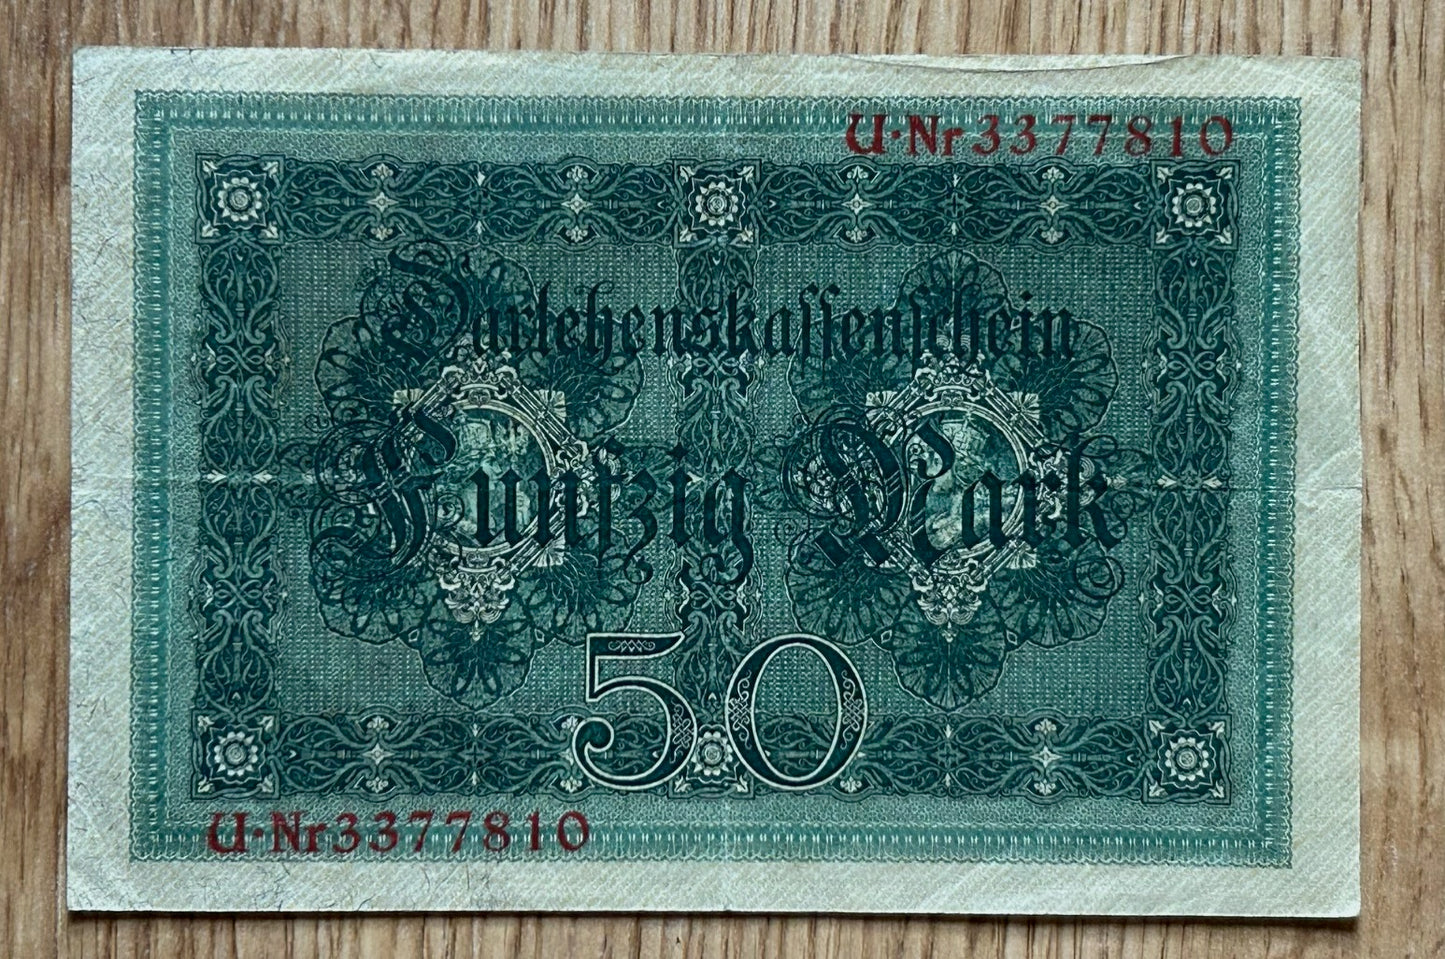 U·Nr 3377810
Darlehenskassenschein
Fünfzig Mark
50
U·Nr 3377810